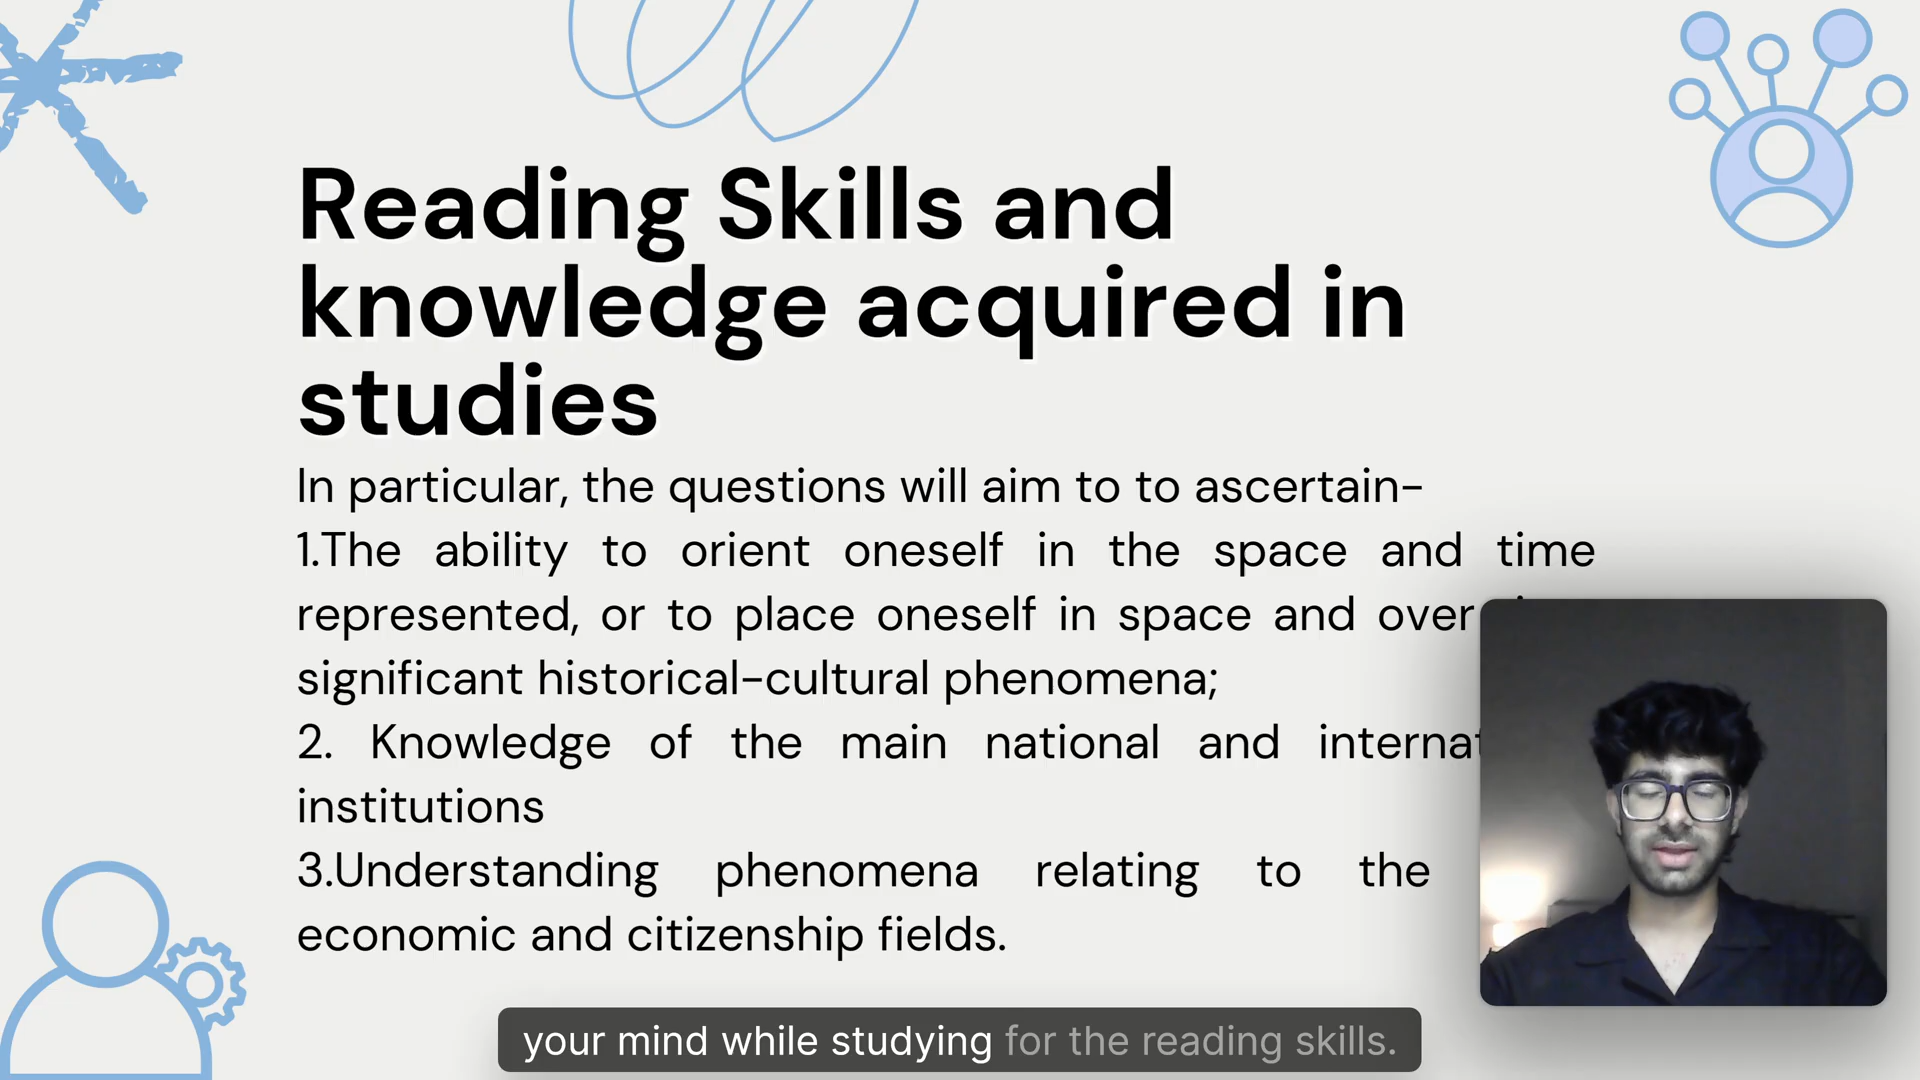 Reading Skills and
knowledge acquired in
studies
In particular, the questions will aim to to ascertain-
1.The ability to orient oneself in the space and time
represented, or to place oneself in space and over
significant historical-cultural phenomena;
2. Knowledge of the main national and
institutions
3.Understanding phenomena relating to the
economic and citizenship fields.
your mind while studying for the reading skills.